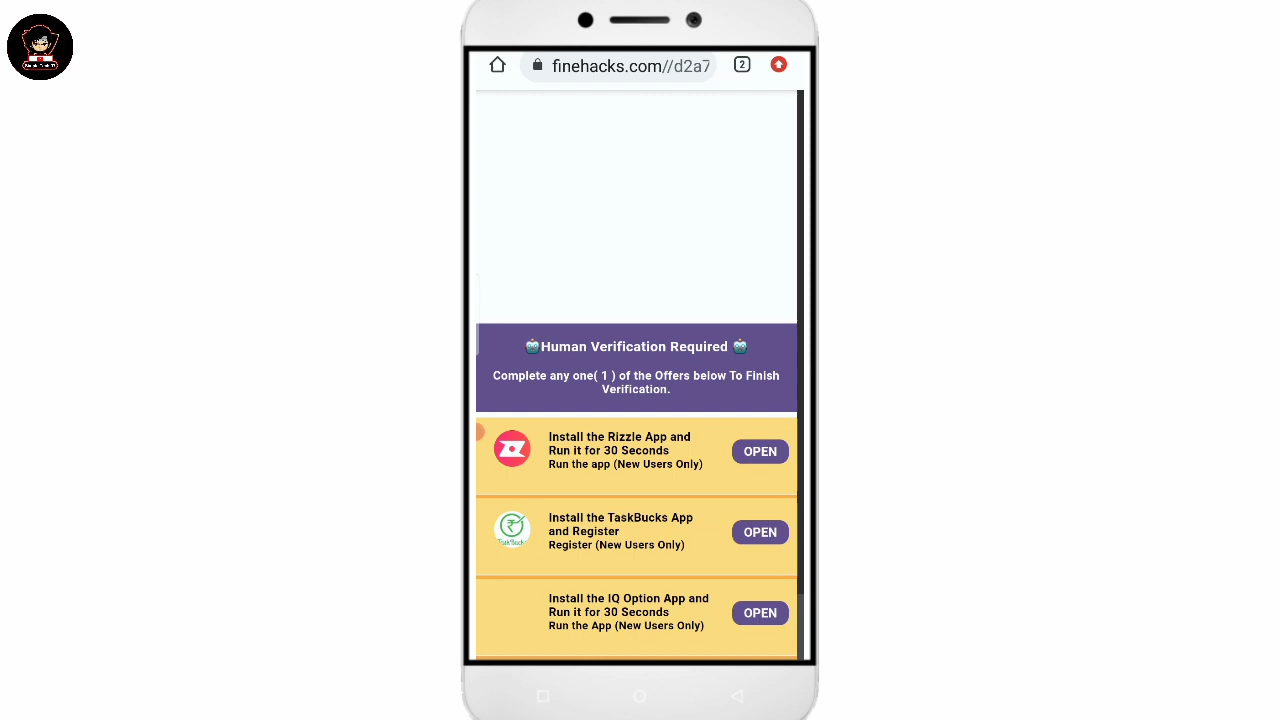 finehacks.com//d2a7
2
🤖Human Verification Required 🤖
Complete any one( 1 ) of the Offers below To Finish
Verification.
Install the Rizzle App and
Run it for 30 Seconds
Run the app (New Users Only)
OPEN
Install the TaskBucks App
and Register
Register (New Users Only)
OPEN
TaskBucks
Install the IQ Option App and
Run it for 30 Seconds
Run the App (New Users Only)
OPEN